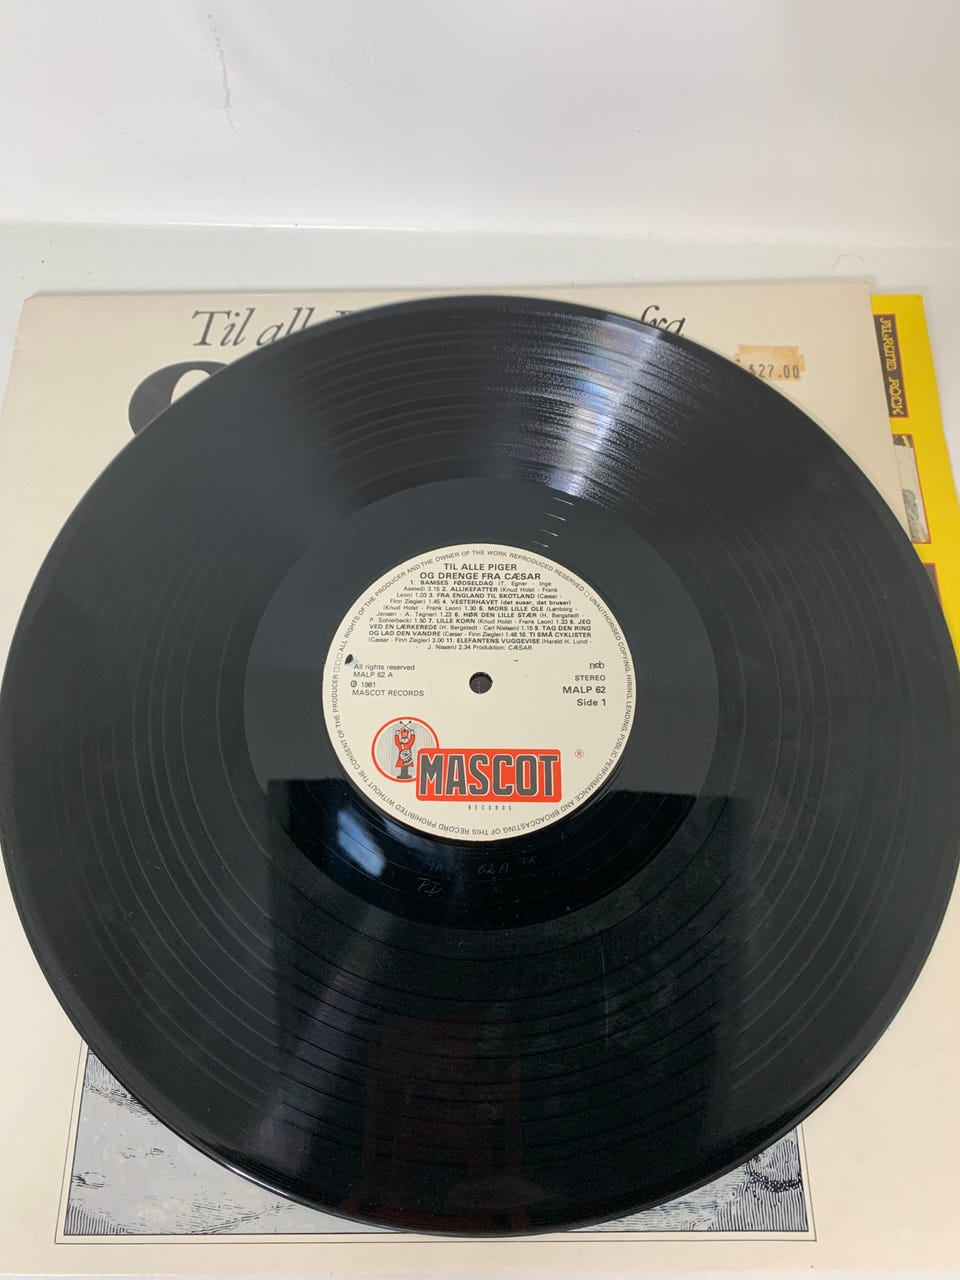 Til all
fra
$27.00
ROCK
TIL ALLE PIGER
OG DRENGE FRA CÆSAR
1. BAMSES FØDSELDAG (T. Egner - Inge
Aasted) 3.15 2. ALLIKEFATTER (Knud Holst - Frank
Leon) 1.03 3. FRA ENGLAND TIL SKOTLAND (Cæsar -
Finn Ziegler) 1.45 4. VESTERHAVET (det suser, det bruser)
(Knud Holst - Frank Leon) 1.30 5. MORS LILLE OLE (Lønborg -
Jensen - A. Tegner) 1.23 6. HØR DEN LILLE STÆR (H. Bergstedt -
P. Schierbeck) 1.50 7. LILLE KORN (Knud Holst - Frank Leon) 1.33 8. JEG
VED EN LÆRKEREDE (H. Bergstedt - Carl Nielsen) 1.15 9. TAG DEN RING
OG LAD DEN VANDRE (Cæsar - Finn Ziegler) 1.48 10. TI SMÅ CYKLISTER
(Cæsar - Finn Ziegler) 3.00 11. ELEFANTENS VUGGEVISE (Harald H. Lund -
J. Nissen) 2.34 Produktion: CÆSAR
All rights reserved
MALP 62 A
Ⓟ 1981
MASCOT RECORDS
ncb
STEREO
MALP 62
Side 1
MASCOT ®
RECORDS
ALL RIGHTS OF THE PRODUCER AND THE OWNER OF THE WORK REPRODUCED RESERVED □ UNAUTHORISED COPYING, HIRING, LENDING, PUBLIC PERFORMANCE AND BROADCASTING OF THIS RECORD PROHIBITED WITHOUT THE CONSENT OF THE PRODUCER □□□
62A
PD